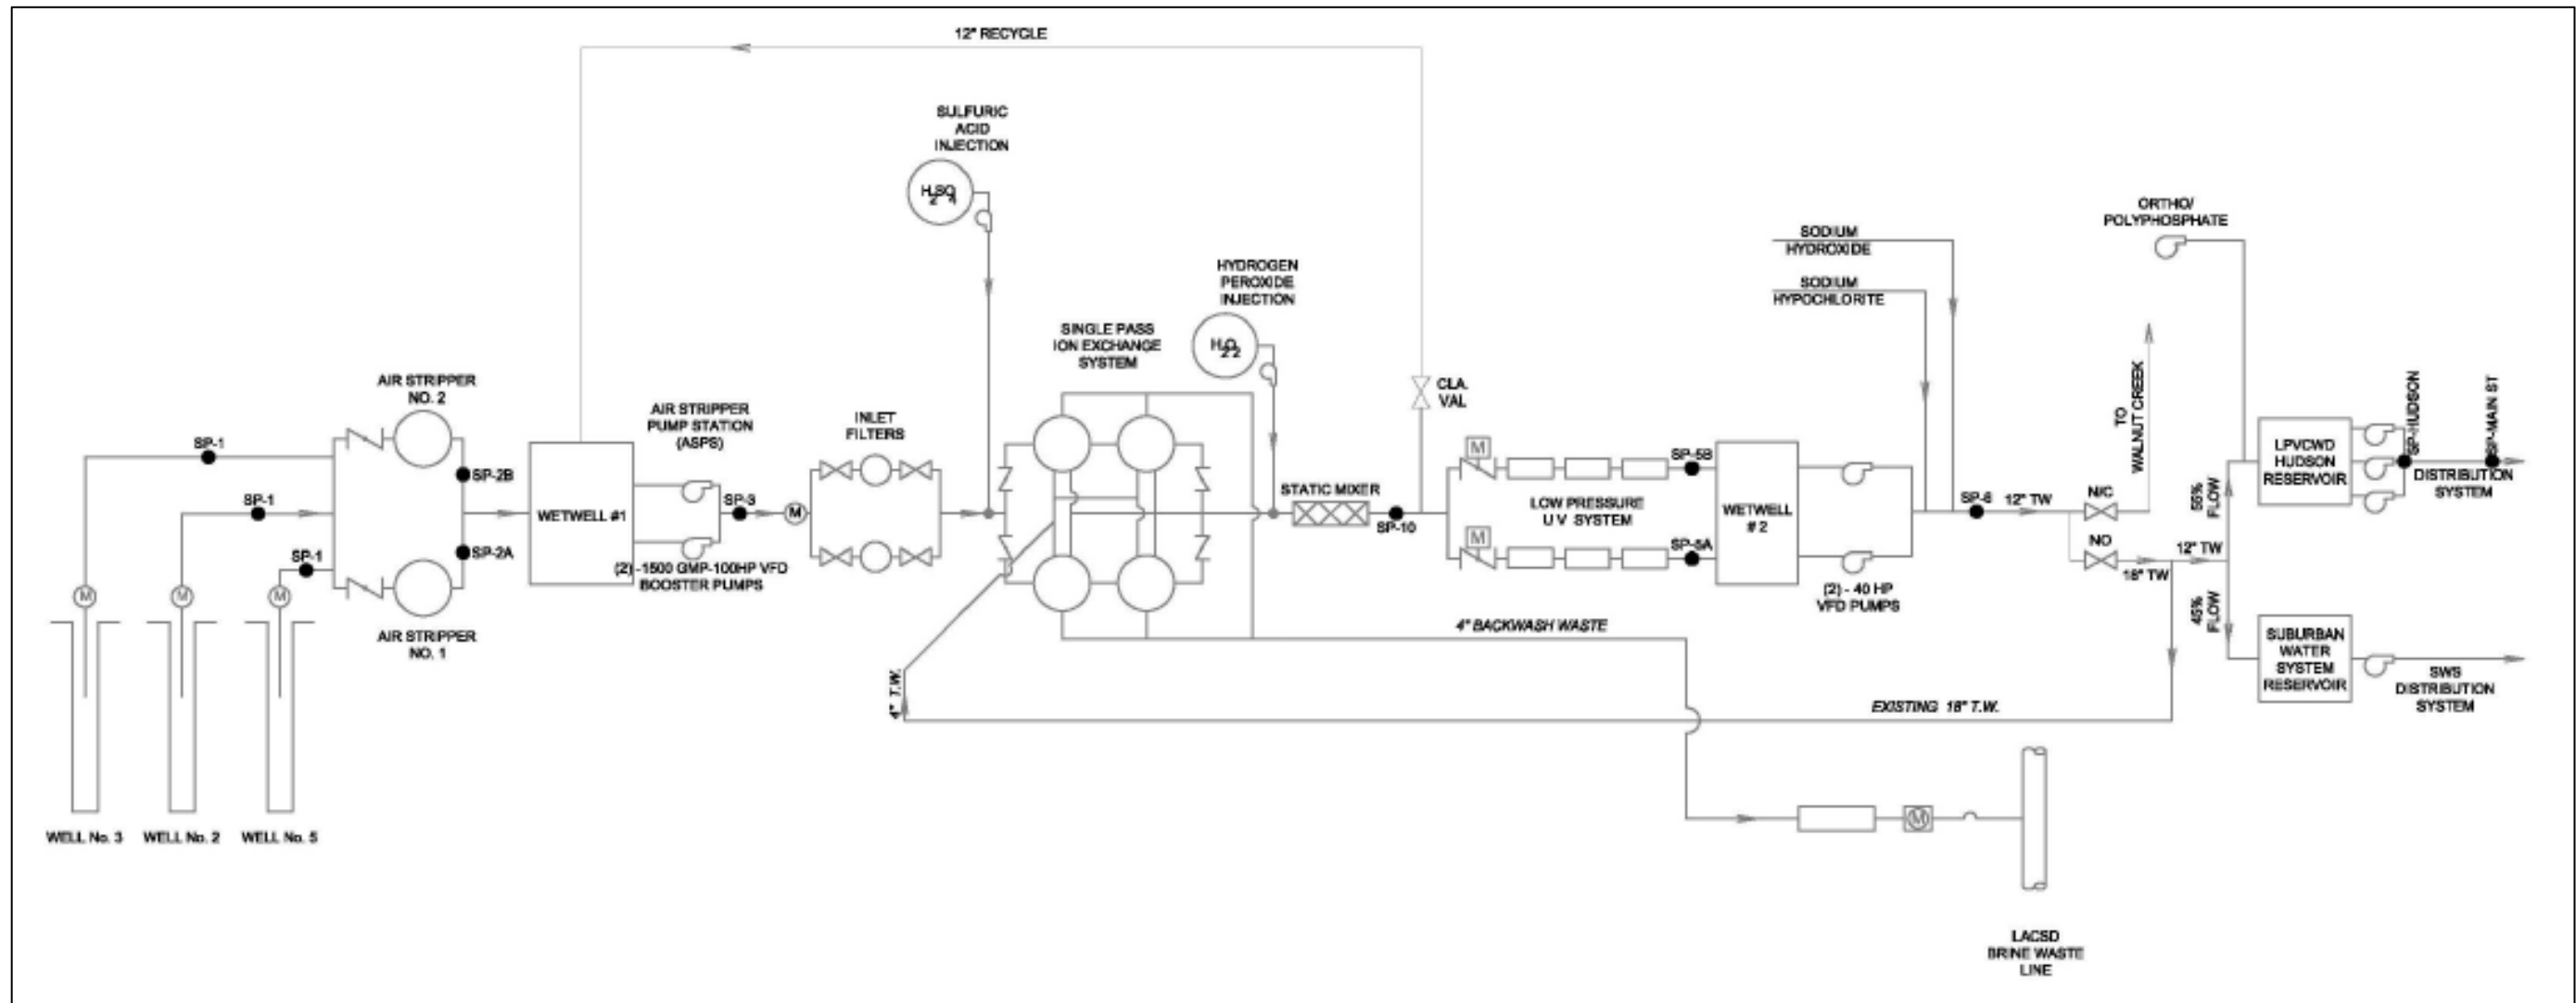 12" RECYCLE
SULFURIC
ACID
INJECTION
H2SO4
HYDROGEN
PEROXIDE
INJECTION
H2O2
SINGLE PASS
ION EXCHANGE
SYSTEM
AIR STRIPPER
NO. 2
SP-1
SP-1
SP-1
SP-2B
SP-2A
AIR STRIPPER
NO. 1
M
M
M
WELL No. 3
WELL No. 2
WELL No. 5
WETWELL #1
AIR STRIPPER
PUMP STATION
(ASPS)
SP-3
(2) -1500 GMP-100HP VFD
BOOSTER PUMPS
M
INLET
FILTERS
STATIC MIXER
SP-10
CLA.
VAL
M
M
SP-5B
LOW PRESSURE
U V SYSTEM
SP-5A
WETWELL
# 2
(2) - 40 HP
VFD PUMPS
SODIUM
HYDROXIDE
SODIUM
HYPOCHLORITE
SP-6
12" TW
N/C
NO
18" TW
TO
WALNUT CREEK
12" TW
ORTHO/
POLYPHOSPHATE
55%
FLOW
45%
FLOW
LPVCWD
HUDSON
RESERVOIR
SP-HUDSON
SP-MAIN ST
DISTRIBUTION
SYSTEM
SUBURBAN
WATER
SYSTEM
RESERVOIR
SWS
DISTRIBUTION
SYSTEM
4" BACKWASH WASTE
4" T.W.
EXISTING 18" T.W.
M
LACSD
BRINE WASTE
LINE